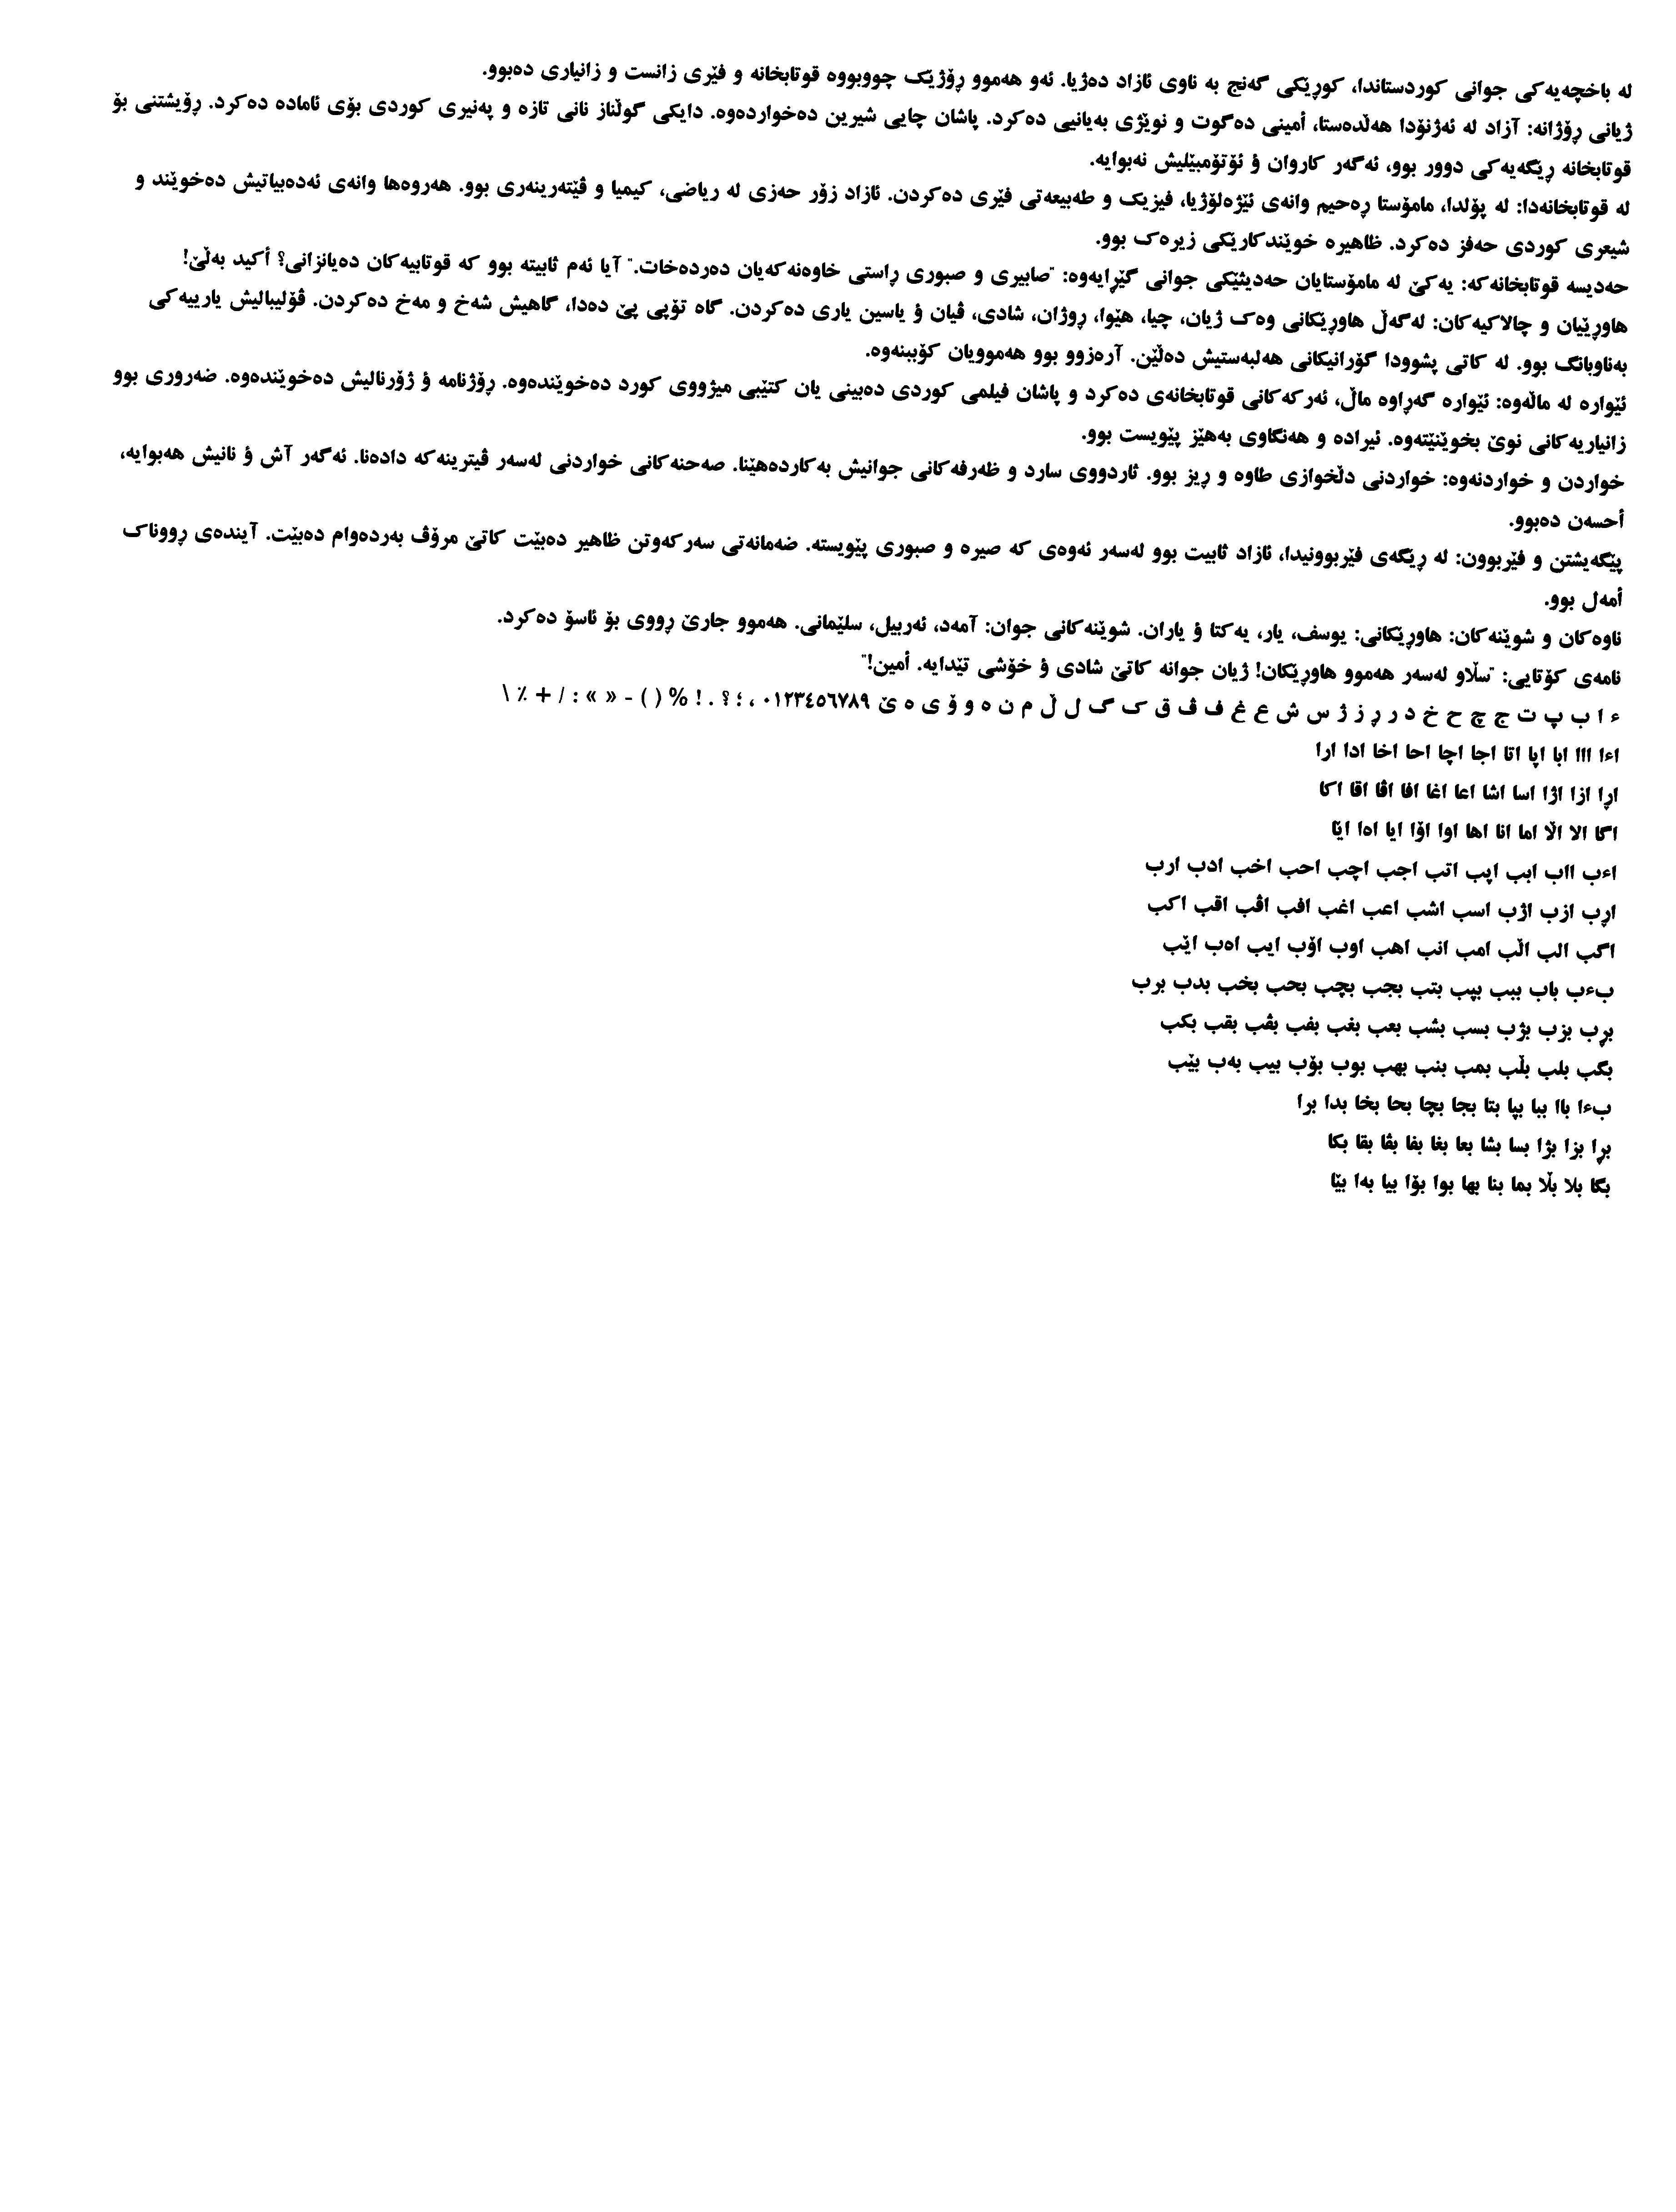 لە باخچەیەکی جوانی کوردستاندا، کوڕێکی گەنج بە ناوی ئازاد دەژیا. ئەو هەموو ڕۆژێک چووبووە قوتابخانە و فێری زانست و زانیاری دەبوو.
ژیانی ڕۆژانە: آزاد لە ئەژنۆدا هەڵدەستا، أمینی دەگوت و نوێژی بەیانیی دەکرد. پاشان چایی شیرین دەخواردەوە. دایکی گوڵناز نانی تازە و پەنیری کوردی بۆی ئامادە دەکرد. ڕۆیشتنی بۆ
قوتابخانە ڕێگەیەکی دوور بوو، ئەگەر کاروان ؤ ئۆتۆمبێلیش نەبوایە.
لە قوتابخانەدا: لە پۆلدا، مامۆستا ڕەحیم وانەی ئێژەلۆژیا، فیزیک و طەبیعەتی فێری دەکردن. ئازاد زۆر حەزی لە ریاضی، کیمیا و ڤێتەرینەری بوو. هەروەها وانەی ئەدەبیاتیش دەخوێند و
شیعری کوردی حەفز دەکرد. ظاهیرە خوێندکارێکی زیرەک بوو.
حەدیسە قوتابخانەکە: یەکێ لە مامۆستایان حەدیثێکی جوانی گێڕایەوە: "صابیری و صبوری ڕاستی خاوەنەکەیان دەردەخات." آیا ئەم ثابیتە بوو کە قوتابیەکان دەیانزانی؟ أکید بەڵێ!
هاوڕێیان و چالاکیەکان: لەگەڵ هاوڕێکانی وەک ژیان، چیا، هێوا، ڕوژان، شادی، ڤیان ؤ یاسین یاری دەکردن. گاە تۆپی پێ دەدا، گاهیش شەخ و مەخ دەکردن. ڤۆلیبالیش یارییەکی
بەناوبانگ بوو. لە کاتی پشوودا گۆرانیکانی هەلبەستیش دەڵێن. آرەزوو بوو هەموویان کۆببنەوە.
ئێوارە لە ماڵەوە: ئێوارە گەڕاوە ماڵ، ئەرکەکانی قوتابخانەی دەکرد و پاشان فیلمی کوردی دەبینی یان کتێبی میژووی کورد دەخوێندەوە. ڕۆژنامە ؤ ژۆرنالیش دەخوێندەوە. ضەروری بوو
زانیاریەکانی نوێ بخوێنێتەوە. ئیرادە و هەنگاوی بەهێز پێویست بوو.
خواردن و خواردنەوە: خواردنی دڵخوازی طاوە و ڕیز بوو. ثاردووی سارد و ظەرفەکانی جوانیش بەکاردەهێنا. صەحنەکانی خواردنی لەسەر ڤیترینەکە دادەنا. ئەگەر آش ؤ نانیش هەبوایە،
أحسەن دەبوو.
پێگەیشتن و فێربوون: لە ڕێگەی فێربوونیدا، ئازاد ثابیت بوو لەسەر ئەوەی کە صیرە و صبوری پێویستە. ضەمانەتی سەرکەوتن ظاهیر دەبێت کاتێ مرۆڤ بەردەوام دەبێت. آیندەی ڕووناک
أمەل بوو.
ناوەکان و شوێنەکان: هاوڕێکانی: یوسف، یار، یەکتا ؤ یاران. شوێنەکانی جوان: آمەد، ئەربیل، سلێمانی. هەموو جارێ ڕووی بۆ ئاسۆ دەکرد.
نامەی کۆتایی: "سڵاو لەسەر هەموو هاوڕێکان! ژیان جوانە کاتێ شادی ؤ خۆشی تێدایە. أمین!"
ء ا ب پ ت ج چ ح خ د ر ڕ ز ژ س ش ع غ ف ڤ ق ک گ ل ڵ م ن ه و ۆ ی ە ێ ٠١٢٣٤٥٦٧٨٩ ، ؛ ؟ . ! % ( ) - « » : / + ٪ \
اءا ااا ابا اپا اتا اجا اچا احا اخا ادا ارا
اڕا ازا اژا اسا اشا اعا اغا افا اڤا اقا اکا
اگا الا اڵا اما انا اها اوا اۆا ایا اەا اێا
اءب ااب ابب اپب اتب اجب اچب احب اخب ادب ارب
اڕب ازب اژب اسب اشب اعب اغب افب اڤب اقب اکب
اگب الب اڵب امب انب اهب اوب اۆب ایب اەب اێب
بءب باب ببب بپب بتب بجب بچب بحب بخب بدب برب
بڕب بزب بژب بسب بشب بعب بغب بفب بڤب بقب بکب
بگب بلب بڵب بمب بنب بهب بوب بۆب بیب بەب بێب
بءا باا ببا بپا بتا بجا بچا بحا بخا بدا برا
بڕا بزا بژا بسا بشا بعا بغا بفا بڤا بقا بکا
بگا بلا بڵا بما بنا بها بوا بۆا بیا بەا بێا